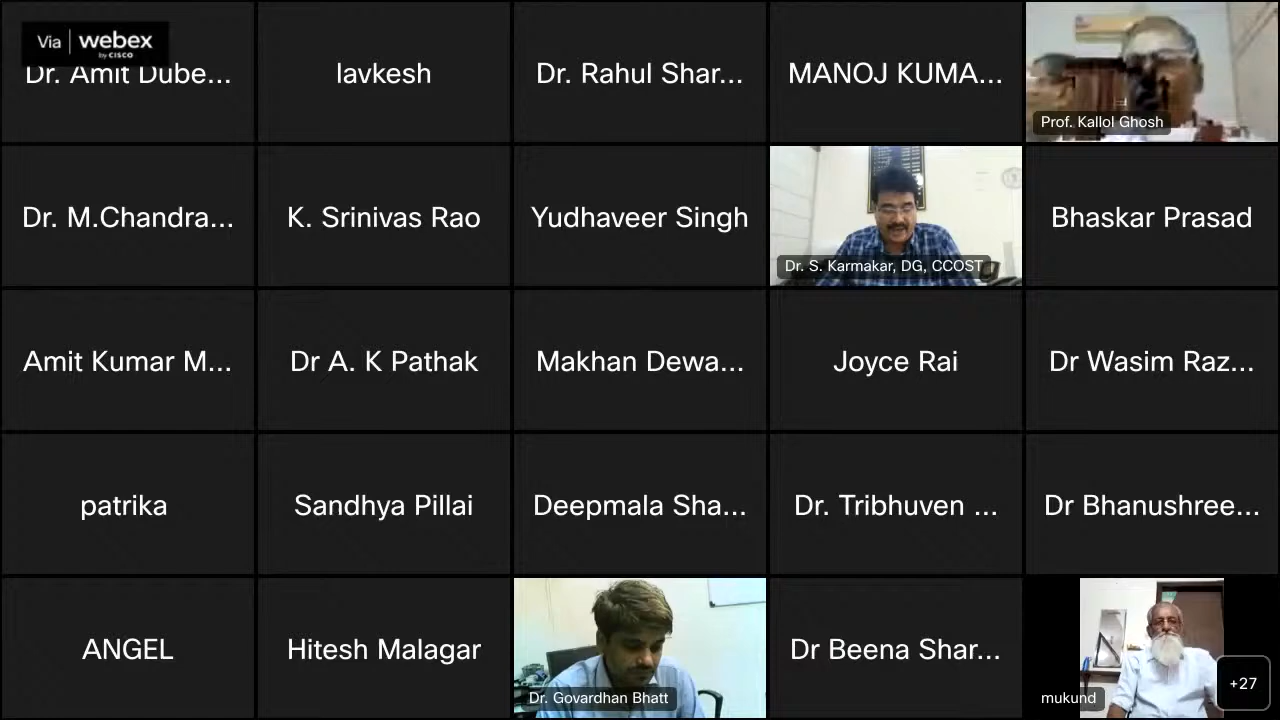 Via webex
by CISCO
Dr. Amit Dube...
lavkesh
Dr. Rahul Shar...
MANOJ KUMA...
Prof. Kallol Ghosh
Dr. M.Chandra...
K. Srinivas Rao
Yudhaveer Singh
Dr. S. Karmakar, DG, CCOST
Bhaskar Prasad
Amit Kumar M...
Dr A. K Pathak
Makhan Dewa...
Joyce Rai
Dr Wasim Raz...
patrika
Sandhya Pillai
Deepmala Sha...
Dr. Tribhuven ...
Dr Bhanushree...
ANGEL
Hitesh Malagar
Dr. Govardhan Bhatt
Dr Beena Shar...
mukund
+27